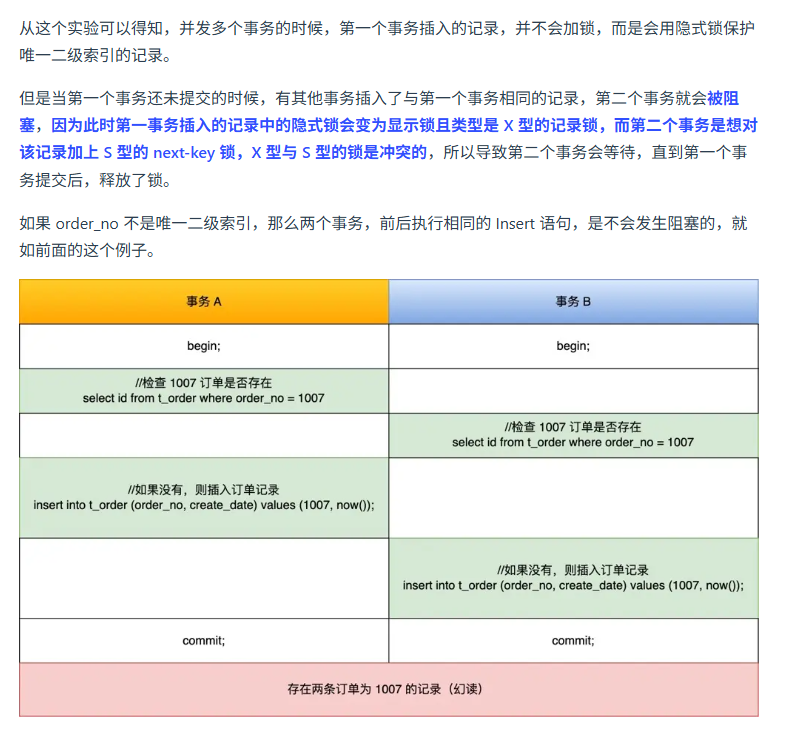 从这个实验可以得知，并发多个事务的时候，第一个事务插入的记录，并不会加锁，而是会用隐式锁保护
唯一二级索引的记录。
但是当第一个事务还未提交的时候，有其他事务插入了与第一个事务相同的记录，第二个事务就会被阻
塞，因为此时第一事务插入的记录中的隐式锁会变为显示锁且类型是 X 型的记录锁，而第二个事务是想对
该记录加上 S 型的 next-key 锁，X 型与 S 型的锁是冲突的，所以导致第二个事务会等待，直到第一个事
务提交后，释放了锁。
如果 order_no 不是唯一二级索引，那么两个事务，前后执行相同的 Insert 语句，是不会发生阻塞的，就
如前面的这个例子。
事务 A
事务 B
begin;
begin;
//检查 1007 订单是否存在
select id from t_order where order_no = 1007
//检查 1007 订单是否存在
select id from t_order where order_no = 1007
//如果没有，则插入订单记录
insert into t_order (order_no, create_date) values (1007, now());
//如果没有，则插入订单记录
insert into t_order (order_no, create_date) values (1007, now());
commit;
commit;
存在两条订单为 1007 的记录（幻读）